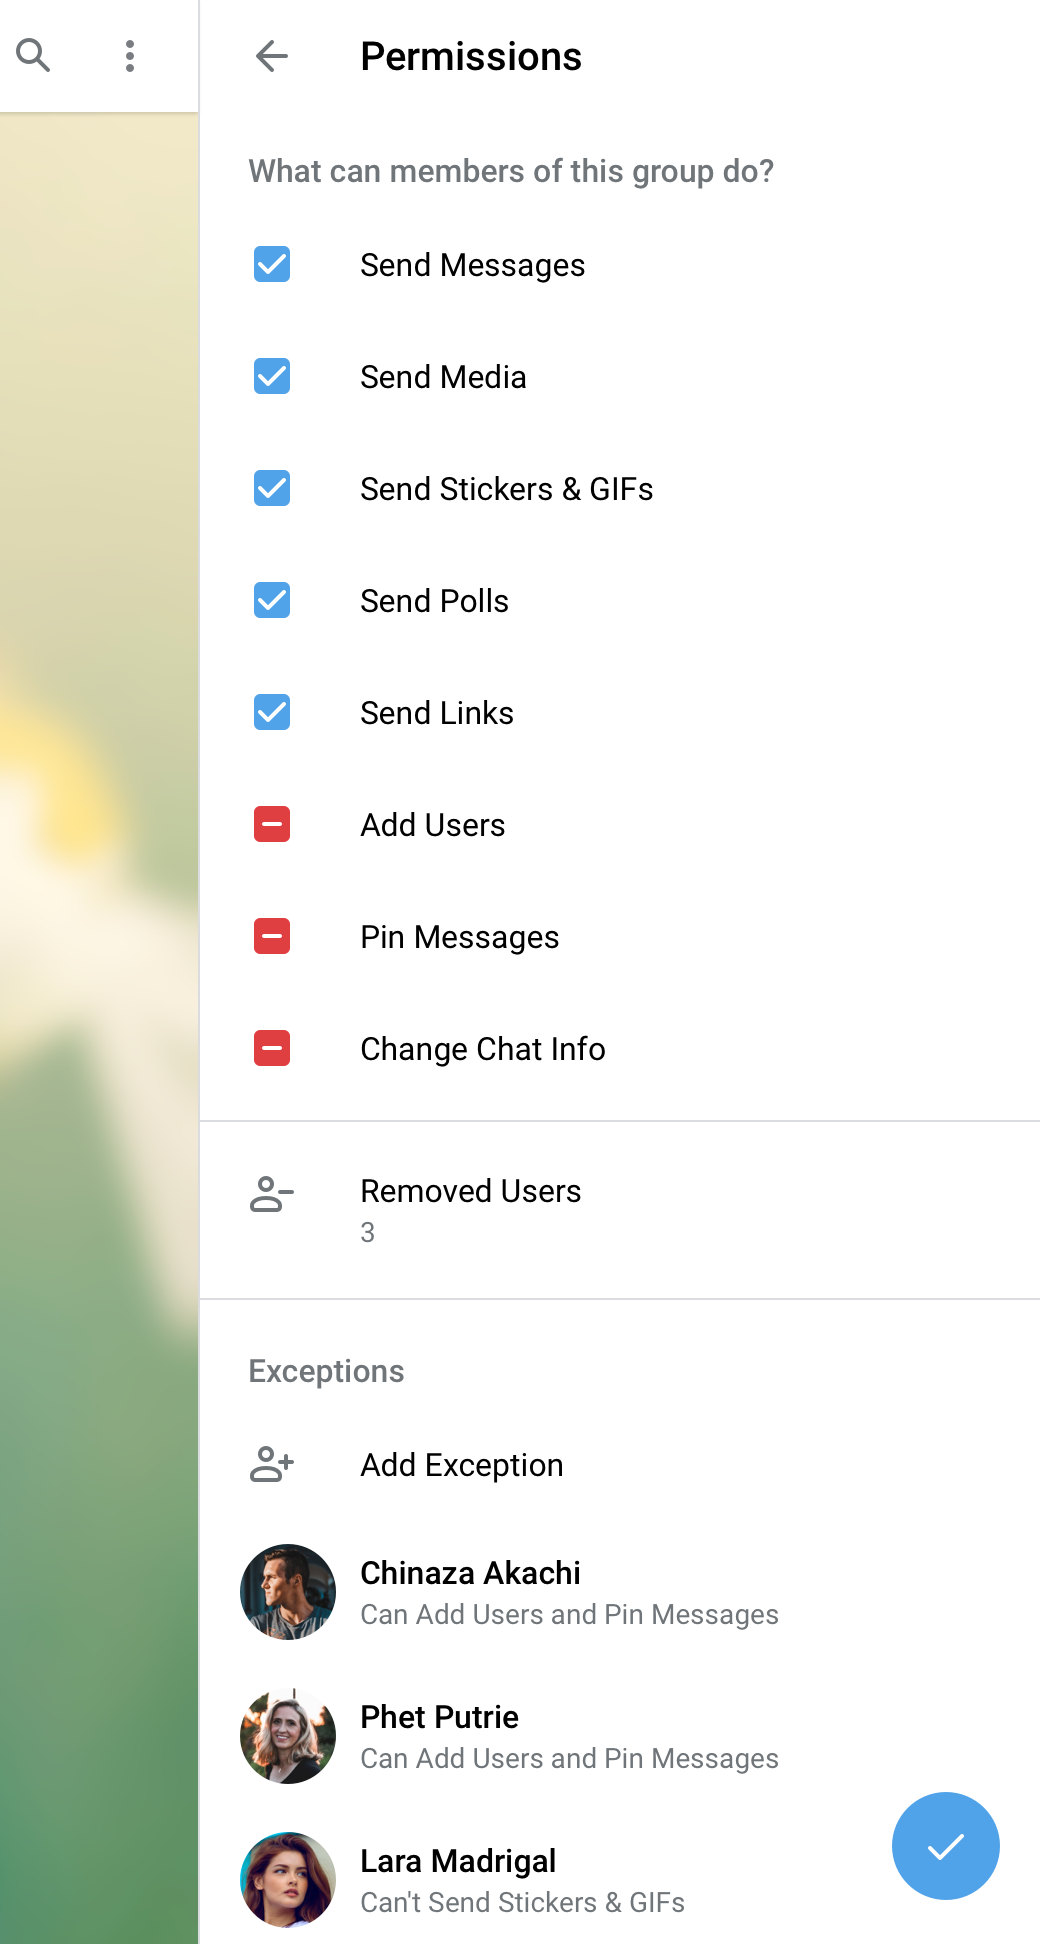 Permissions
What can members of this group do?
Send Messages
Send Media
Send Stickers & GIFs
Send Polls
Send Links
Add Users
Pin Messages
Change Chat Info
Removed Users
3
Exceptions
Add Exception
Chinaza Akachi
Can Add Users and Pin Messages
Phet Putrie
Can Add Users and Pin Messages
Lara Madrigal
Can't Send Stickers & GIFs